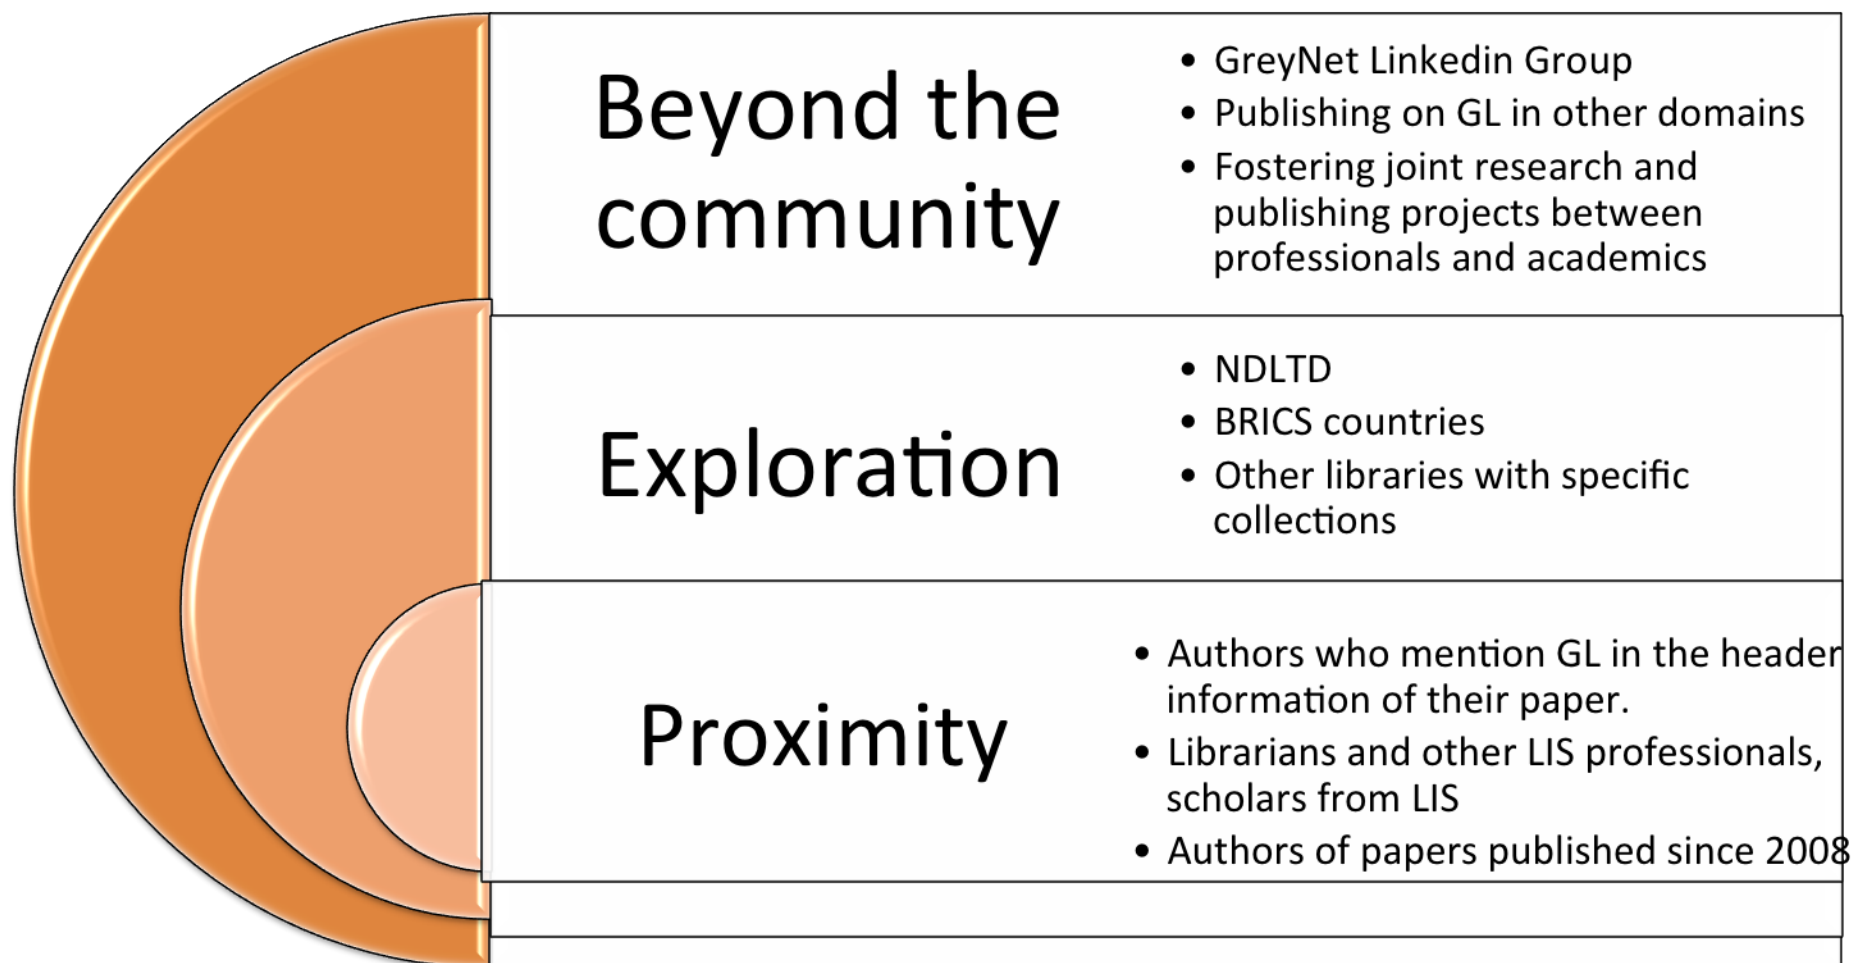 Beyond the
community
• GreyNet Linkedin Group
• Publishing on GL in other domains
• Fostering joint research and
publishing projects between
professionals and academics
Exploration
• NDLTD
• BRICS countries
• Other libraries with specific
collections
Proximity
• Authors who mention GL in the header
information of their paper.
• Librarians and other LIS professionals,
scholars from LIS
• Authors of papers published since 2008